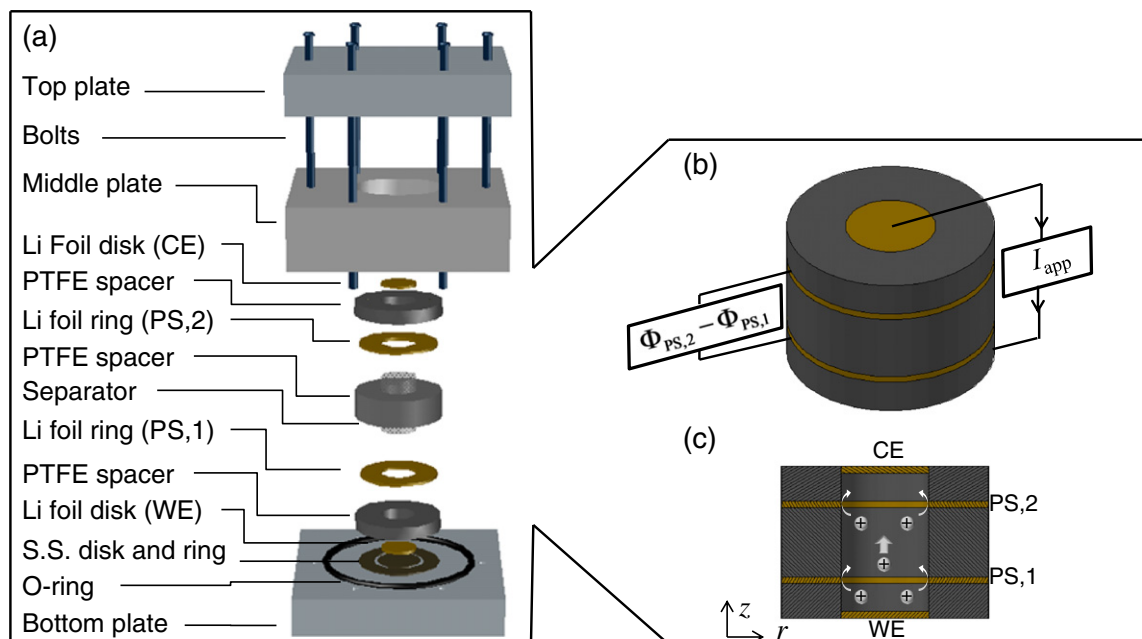 (a)
Top plate
Bolts
Middle plate
Li Foil disk (CE)
PTFE spacer
Li foil ring (PS,2)
PTFE spacer
Separator
Li foil ring (PS,1)
PTFE spacer
Li foil disk (WE)
S.S. disk and ring
O-ring
Bottom plate
(b)
I_app
Φ_PS,2 − Φ_PS,1
(c)
CE
PS,2
PS,1
WE
z
r